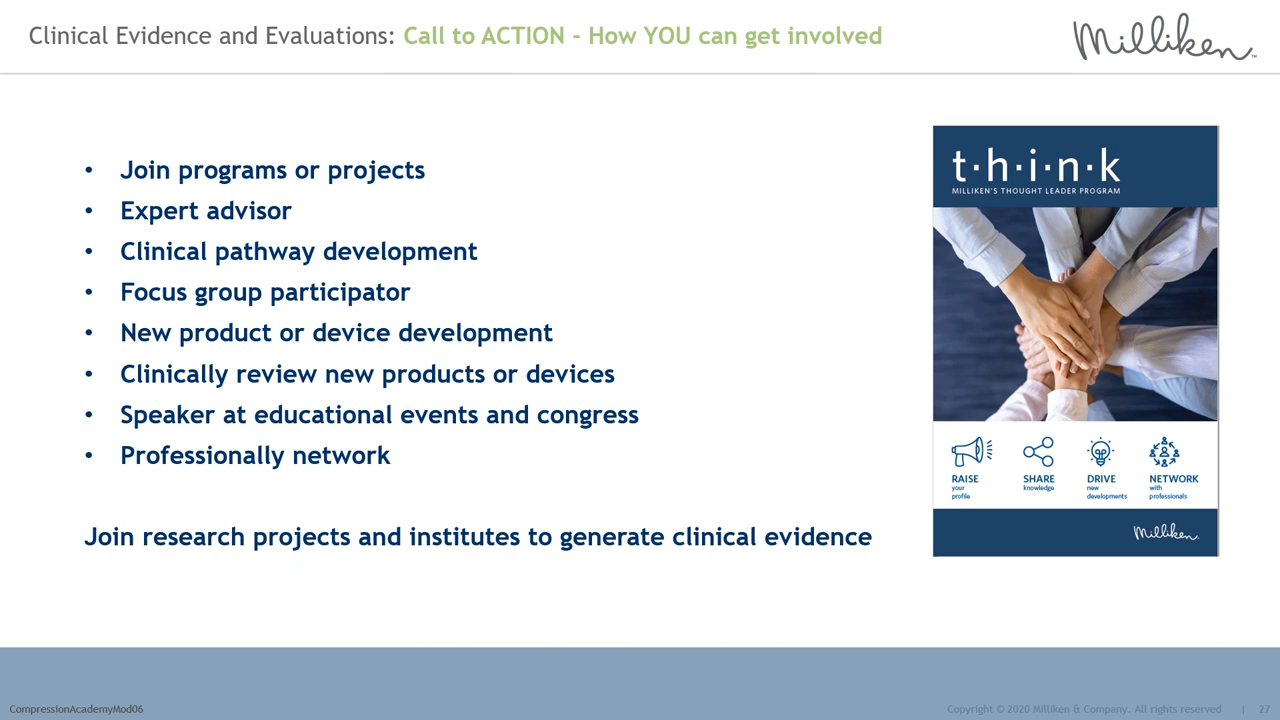 Clinical Evidence and Evaluations: Call to ACTION - How YOU can get involved
Milliken™
• Join programs or projects
• Expert advisor
• Clinical pathway development
• Focus group participator
• New product or device development
• Clinically review new products or devices
• Speaker at educational events and congress
• Professionally network
Join research projects and institutes to generate clinical evidence
t·h·i·n·k
MILLIKEN'S THOUGHT LEADER PROGRAM
RAISE
your
profile
SHARE
knowledge
DRIVE
new
developments
NETWORK
with
professionals
Milliken
CompressionAcademyMod06
Copyright © 2020 Milliken & Company. All rights reserved | 27